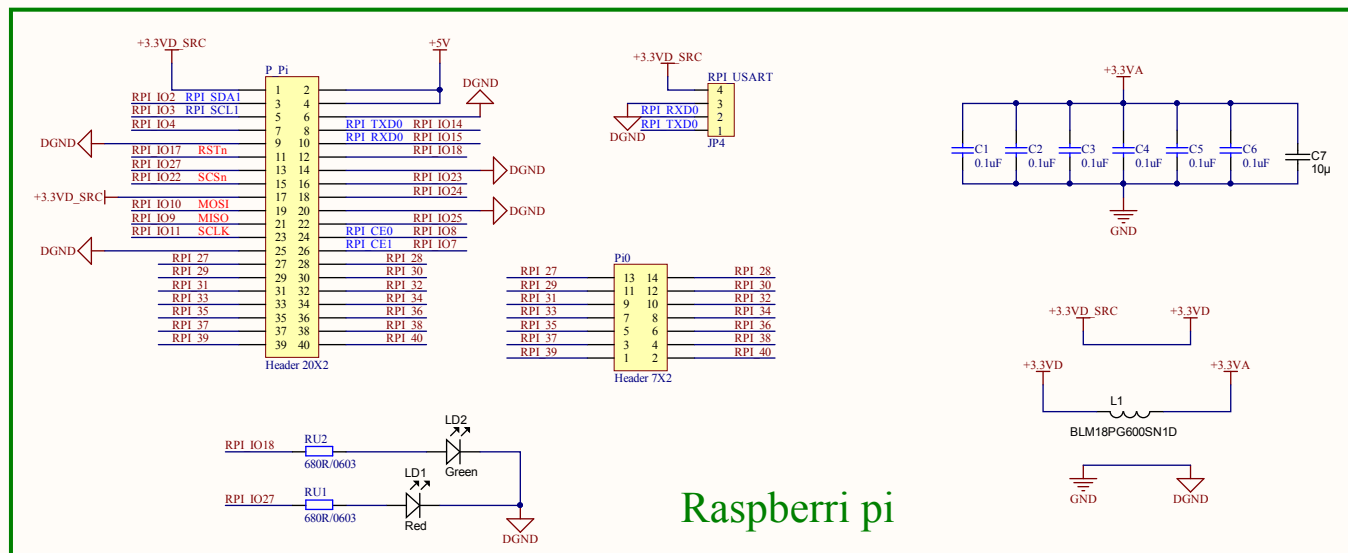 +3.3VD_SRC
+5V
P_Pi
DGND
1 2
RPI_IO2 RPI_SDA1 3 4
RPI_IO3 RPI_SCL1 5 6
RPI_IO4 7 8 RPI_TXD0 RPI_IO14
DGND 9 10 RPI_RXD0 RPI_IO15
RPI_IO17 RSTn 11 12 RPI_IO18
RPI_IO27 13 14 DGND
RPI_IO22 SCSn 15 16 RPI_IO23
+3.3VD_SRC 17 18 RPI_IO24
RPI_IO10 MOSI 19 20 DGND
RPI_IO9 MISO 21 22 RPI_IO25
RPI_IO11 SCLK 23 24 RPI_CE0 RPI_IO8
DGND 25 26 RPI_CE1 RPI_IO7
RPI_27 27 28 RPI_28
RPI_29 29 30 RPI_30
RPI_31 31 32 RPI_32
RPI_33 33 34 RPI_34
RPI_35 35 36 RPI_36
RPI_37 37 38 RPI_38
RPI_39 39 40 RPI_40
Header 20X2
+3.3VD_SRC
RPI_USART
4
3
RPI_RXD0 2
RPI_TXD0 1
DGND
JP4
Pi0
RPI_27 13 14 RPI_28
RPI_29 11 12 RPI_30
RPI_31 9 10 RPI_32
RPI_33 7 8 RPI_34
RPI_35 5 6 RPI_36
RPI_37 3 4 RPI_38
RPI_39 1 2 RPI_40
Header 7X2
+3.3VA
C1 C2 C3 C4 C5 C6 C7
0.1uF 0.1uF 0.1uF 0.1uF 0.1uF 0.1uF 10µ
GND
+3.3VD_SRC +3.3VD
+3.3VD +3.3VA
L1
BLM18PG600SN1D
GND DGND
LD2
RPI_IO18 RU2
680R/0603 Green
LD1
RPI_IO27 RU1
680R/0603 Red
DGND
Raspberri pi